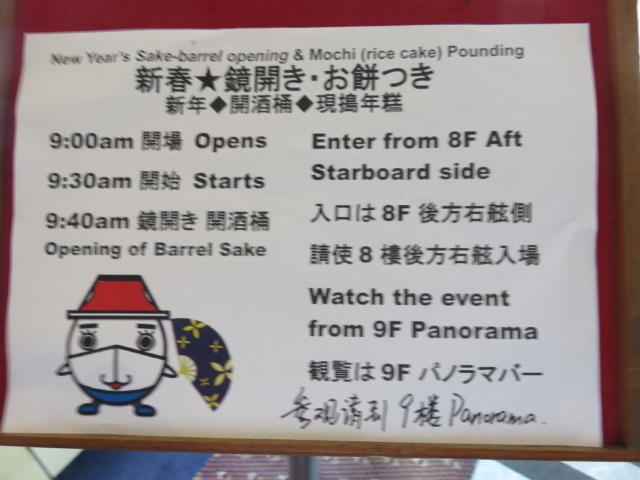 New Year's Sake-barrel opening & Mochi (rice cake) Pounding
新春★鏡開き・お餅つき
新年◆開酒桶◆現搗年糕
9:00am 開場 Opens
9:30am 開始 Starts
9:40am 鏡開き 開酒桶
Opening of Barrel Sake
Enter from 8F Aft
Starboard side
入口は 8F 後方右舷側
請使 8 樓後方右舷入場
Watch the event
from 9F Panorama
観覧は 9F パノラマバー
参观请到 9楼 Panorama.